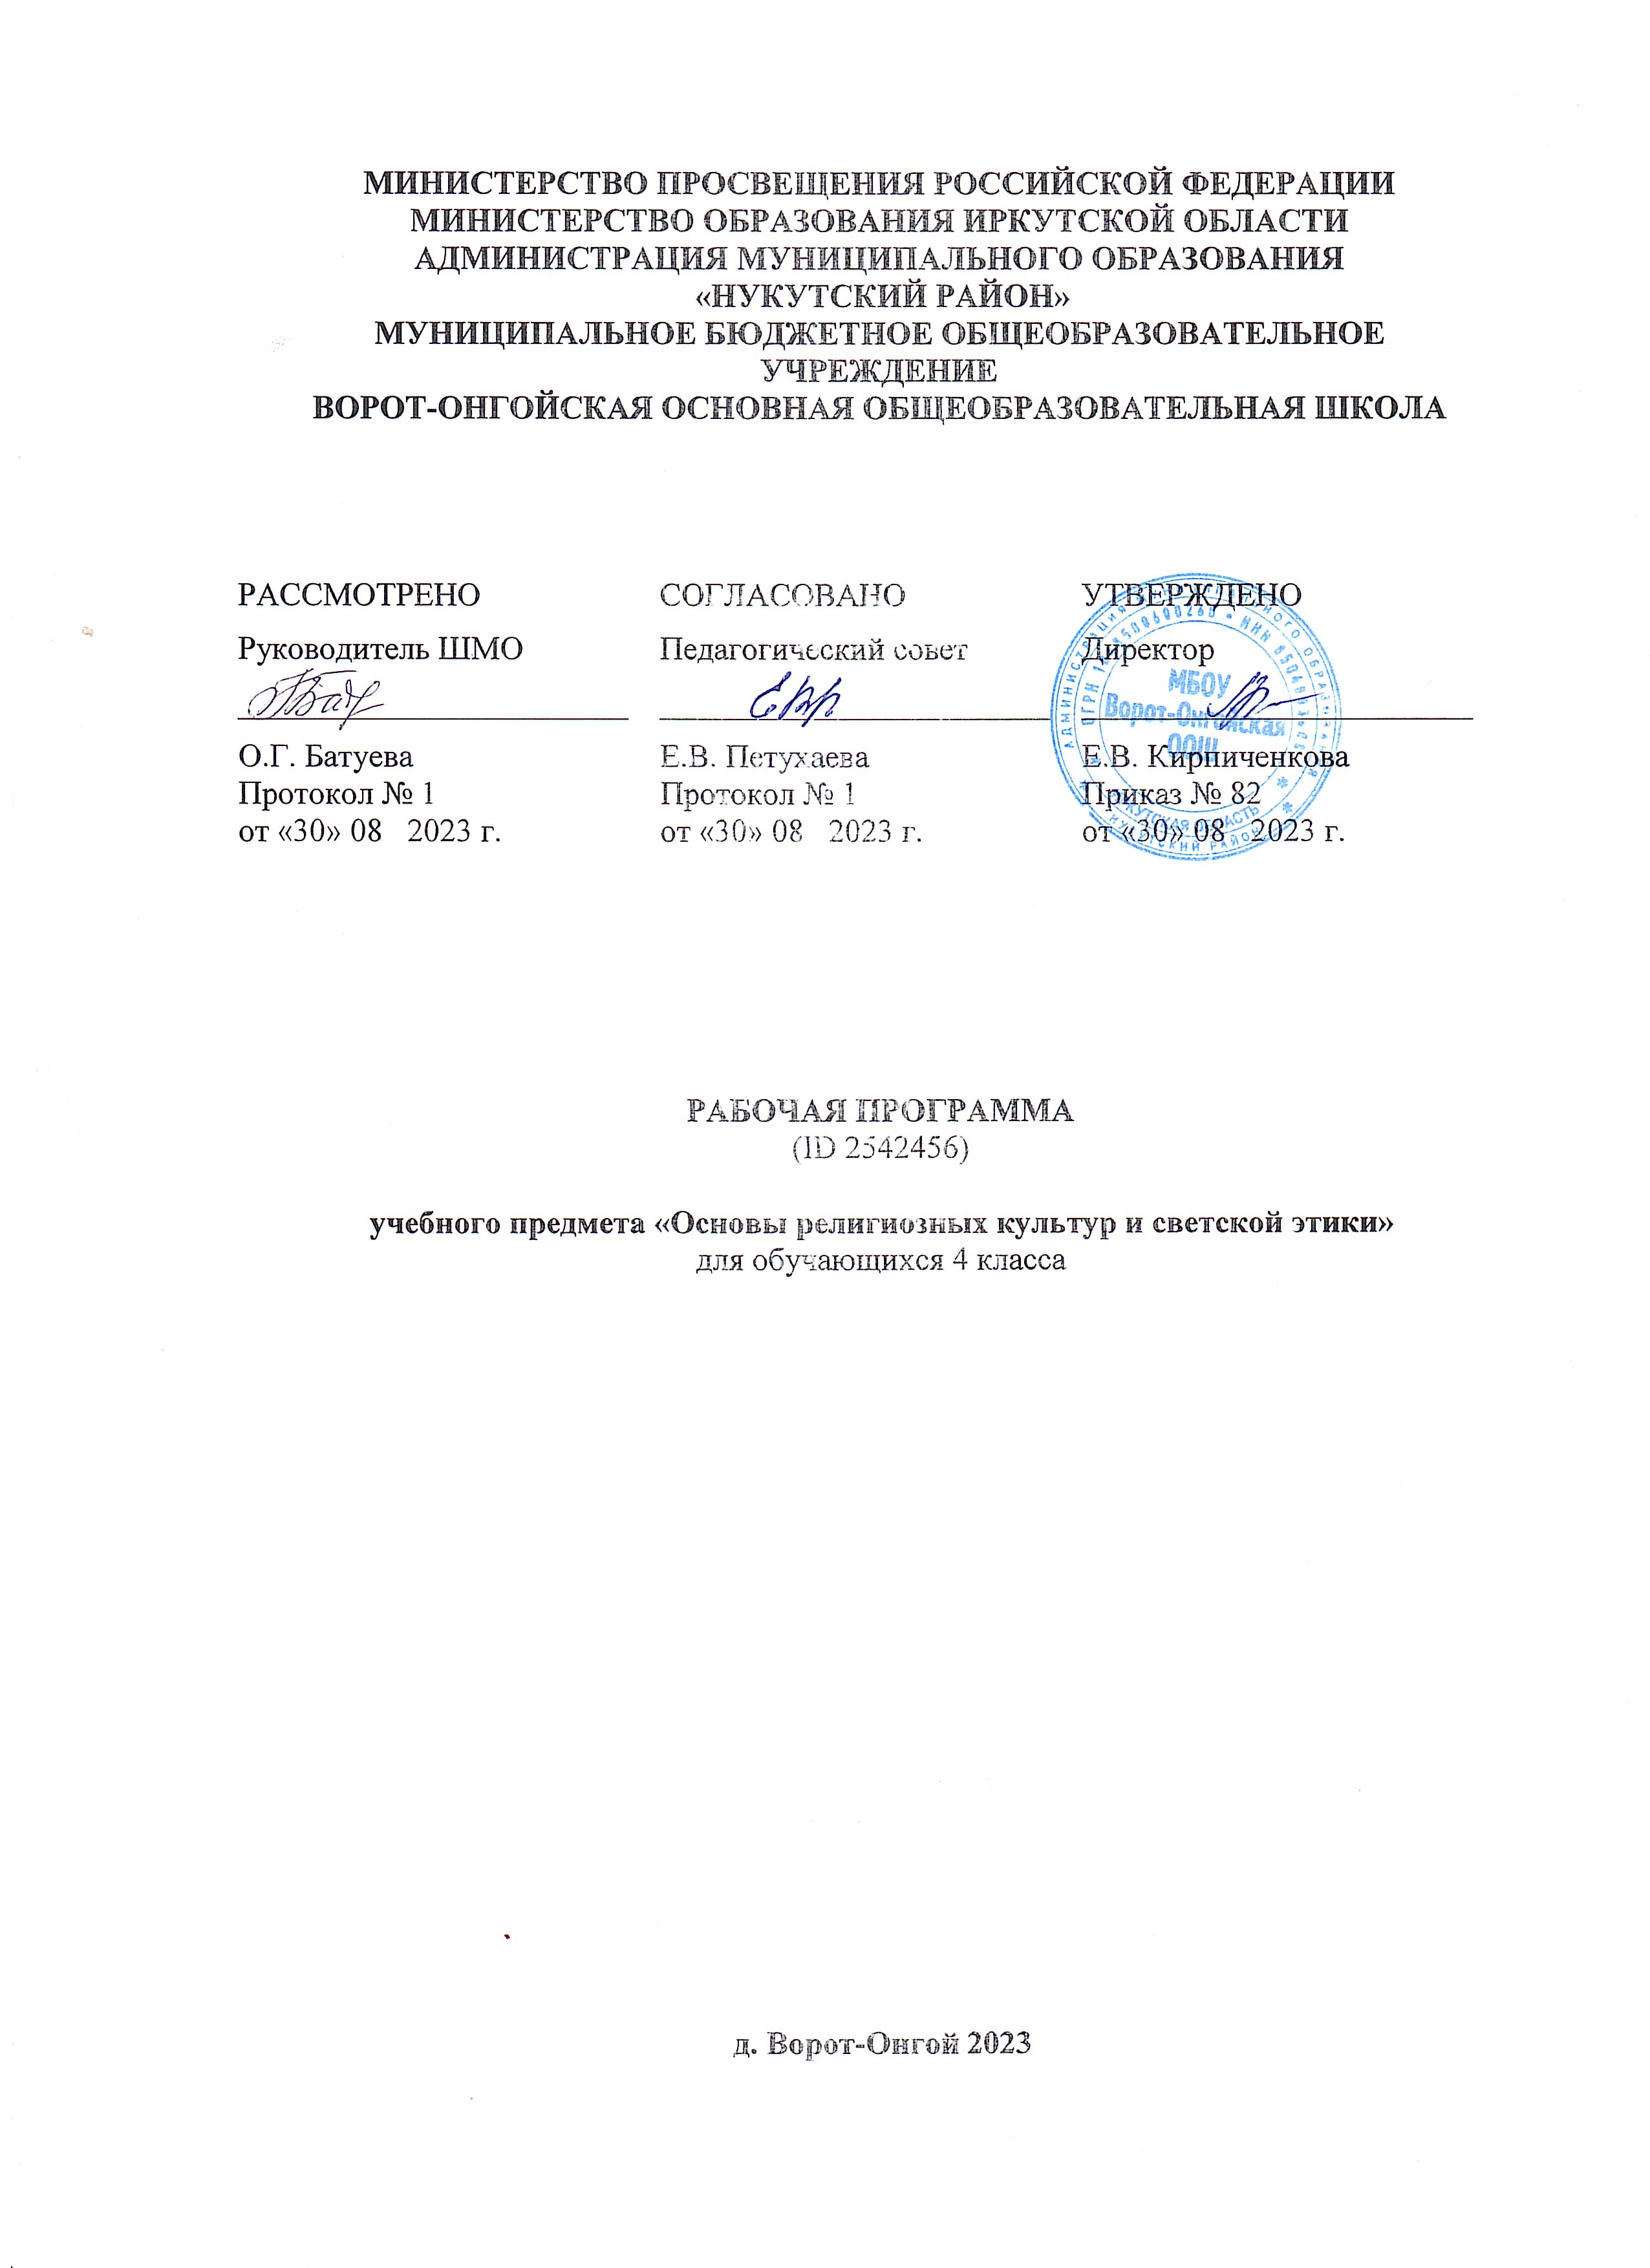 МИНИСТЕРСТВО ПРОСВЕЩЕНИЯ РОССИЙСКОЙ ФЕДЕРАЦИИ
МИНИСТЕРСТВО ОБРАЗОВАНИЯ ИРКУТСКОЙ ОБЛАСТИ
АДМИНИСТРАЦИЯ МУНИЦИПАЛЬНОГО ОБРАЗОВАНИЯ
«НУКУТСКИЙ РАЙОН»
МУНИЦИПАЛЬНОЕ БЮДЖЕТНОЕ ОБЩЕОБРАЗОВАТЕЛЬНОЕ
УЧРЕЖДЕНИЕ
ВОРОТ-ОНГОЙСКАЯ ОСНОВНАЯ ОБЩЕОБРАЗОВАТЕЛЬНАЯ ШКОЛА
РАССМОТРЕНО
Руководитель ШМО
О.Г. Батуева
Протокол № 1
от «30» 08 2023 г.
СОГЛАСОВАНО
Педагогический совет
Е.В. Петухаева
Протокол № 1
от «30» 08 2023 г.
УТВЕРЖДЕНО
Директор
Е.В. Кирпиченкова
Приказ № 82
от «30» 08 2023 г.
МБОУ
Ворот-Онгойская
ООШ
РАБОЧАЯ ПРОГРАММА
(ID 2542456)
учебного предмета «Основы религиозных культур и светской этики»
для обучающихся 4 класса
д. Ворот-Онгой 2023